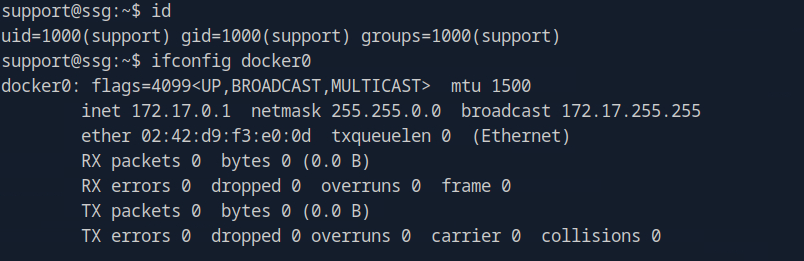 support@ssg:~$ id
uid=1000(support) gid=1000(support) groups=1000(support)
support@ssg:~$ ifconfig docker0
docker0: flags=4099<UP,BROADCAST,MULTICAST>  mtu 1500
        inet 172.17.0.1  netmask 255.255.0.0  broadcast 172.17.255.255
        ether 02:42:d9:f3:e0:0d  txqueuelen 0  (Ethernet)
        RX packets 0  bytes 0 (0.0 B)
        RX errors 0  dropped 0  overruns 0  frame 0
        TX packets 0  bytes 0 (0.0 B)
        TX errors 0  dropped 0 overruns 0  carrier 0  collisions 0